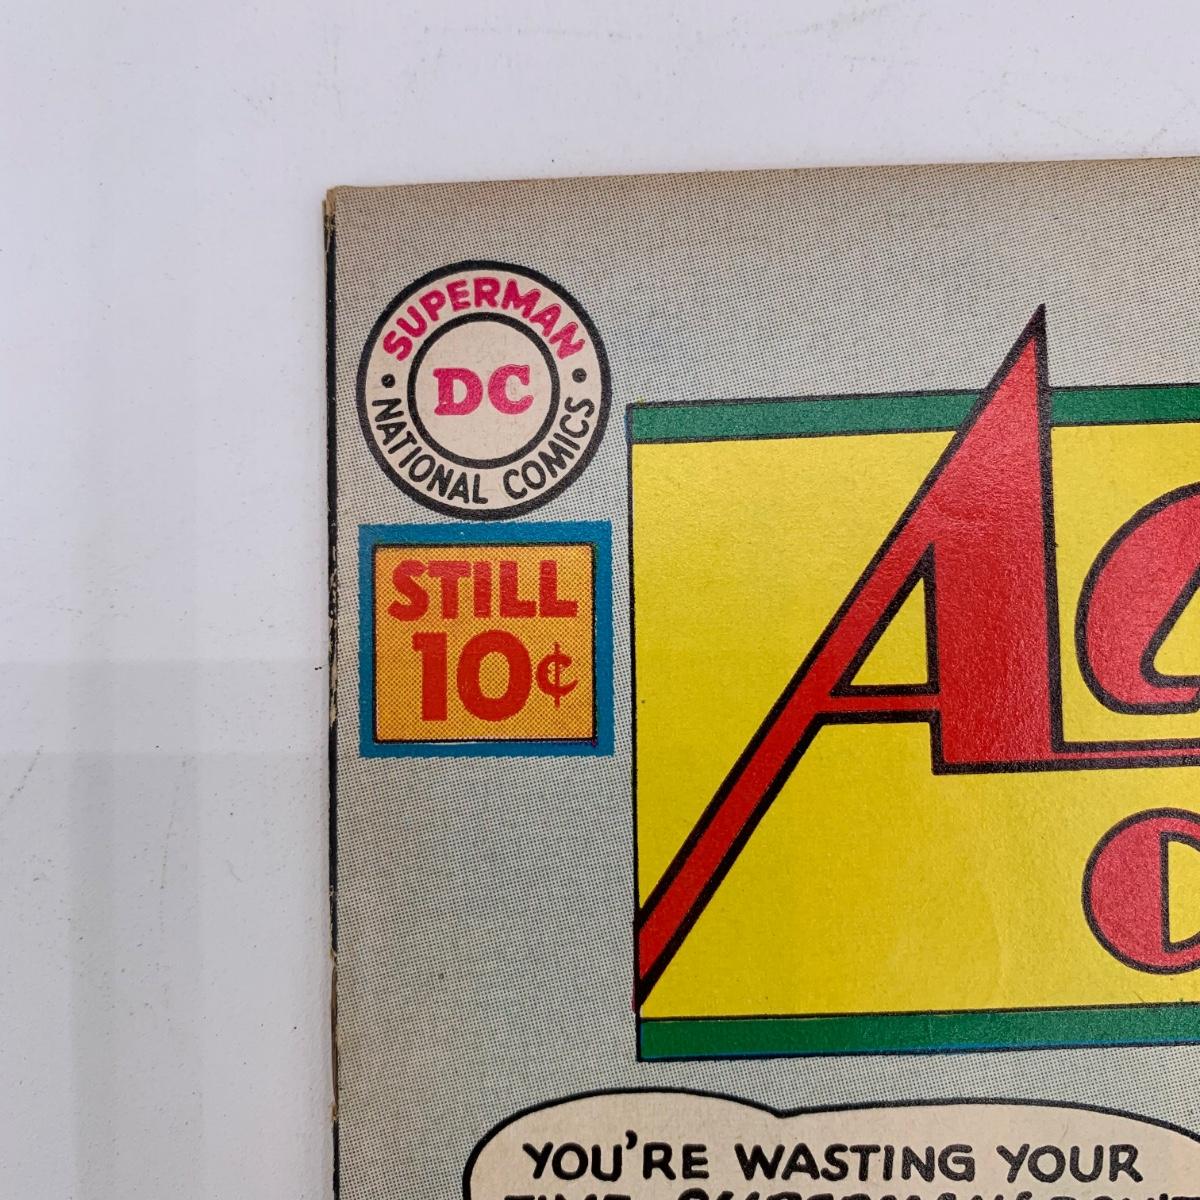 SUPERMAN
DC
NATIONAL COMICS
STILL
10¢
YOU'RE WASTING YOUR